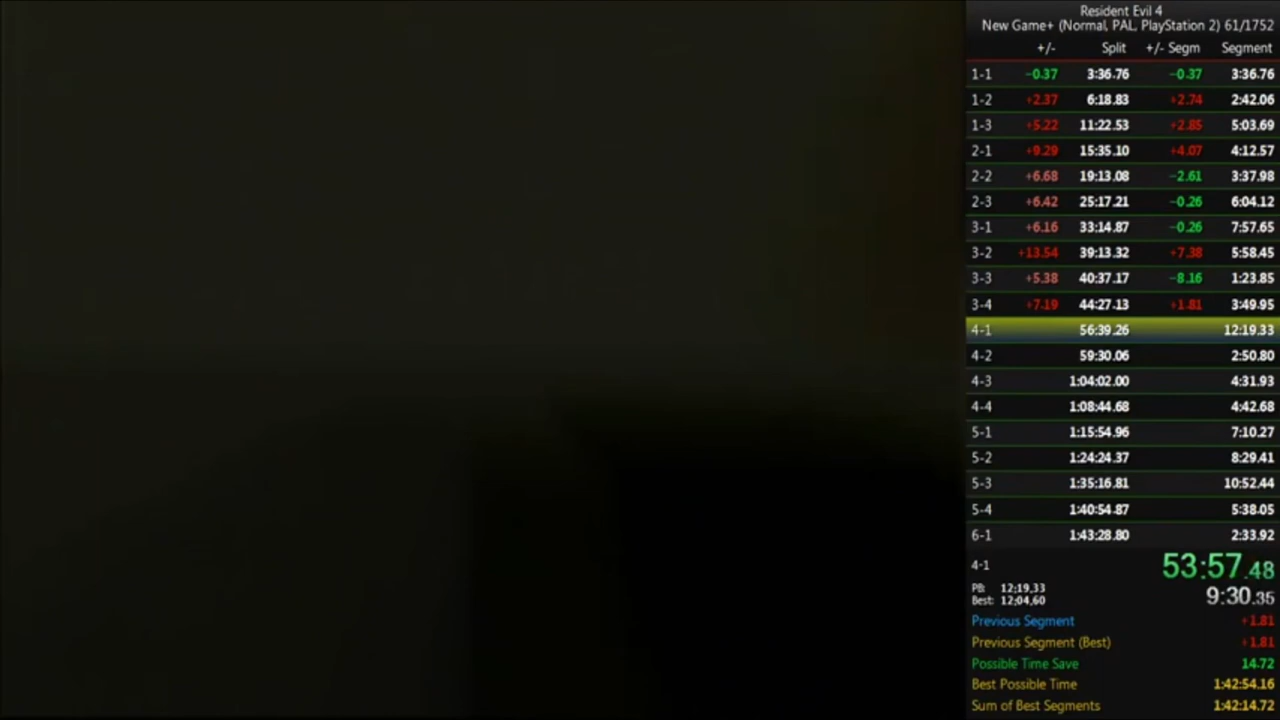 Resident Evil 4
New Game+ (Normal, PAL, PlayStation 2) 61/1752
+/- Split +/- Segm Segment
1-1 −0.37 3:36.76 −0.37 3:36.76
1-2 +2.37 6:18.83 +2.74 2:42.06
1-3 +5.22 11:22.53 +2.85 5:03.69
2-1 +9.29 15:35.10 +4.07 4:12.57
2-2 +6.68 19:13.08 −2.61 3:37.98
2-3 +6.42 25:17.21 −0.26 6:04.12
3-1 +6.16 33:14.87 −0.26 7:57.65
3-2 +13.54 39:13.32 +7.38 5:58.45
3-3 +5.38 40:37.17 −8.16 1:23.85
3-4 +7.19 44:27.13 +1.81 3:49.95
4-1 56:39.26 12:19.33
4-2 59:30.06 2:50.80
4-3 1:04:02.00 4:31.93
4-4 1:08:44.68 4:42.68
5-1 1:15:54.96 7:10.27
5-2 1:24:24.37 8:29.41
5-3 1:35:16.81 10:52.44
5-4 1:40:54.87 5:38.05
6-1 1:43:28.80 2:33.92
4-1 53:57.48
PB: 12:19.33
Best: 12:04.60 9:30.35
Previous Segment +1.81
Previous Segment (Best) +1.81
Possible Time Save 14.72
Best Possible Time 1:42:54.16
Sum of Best Segments 1:42:14.72